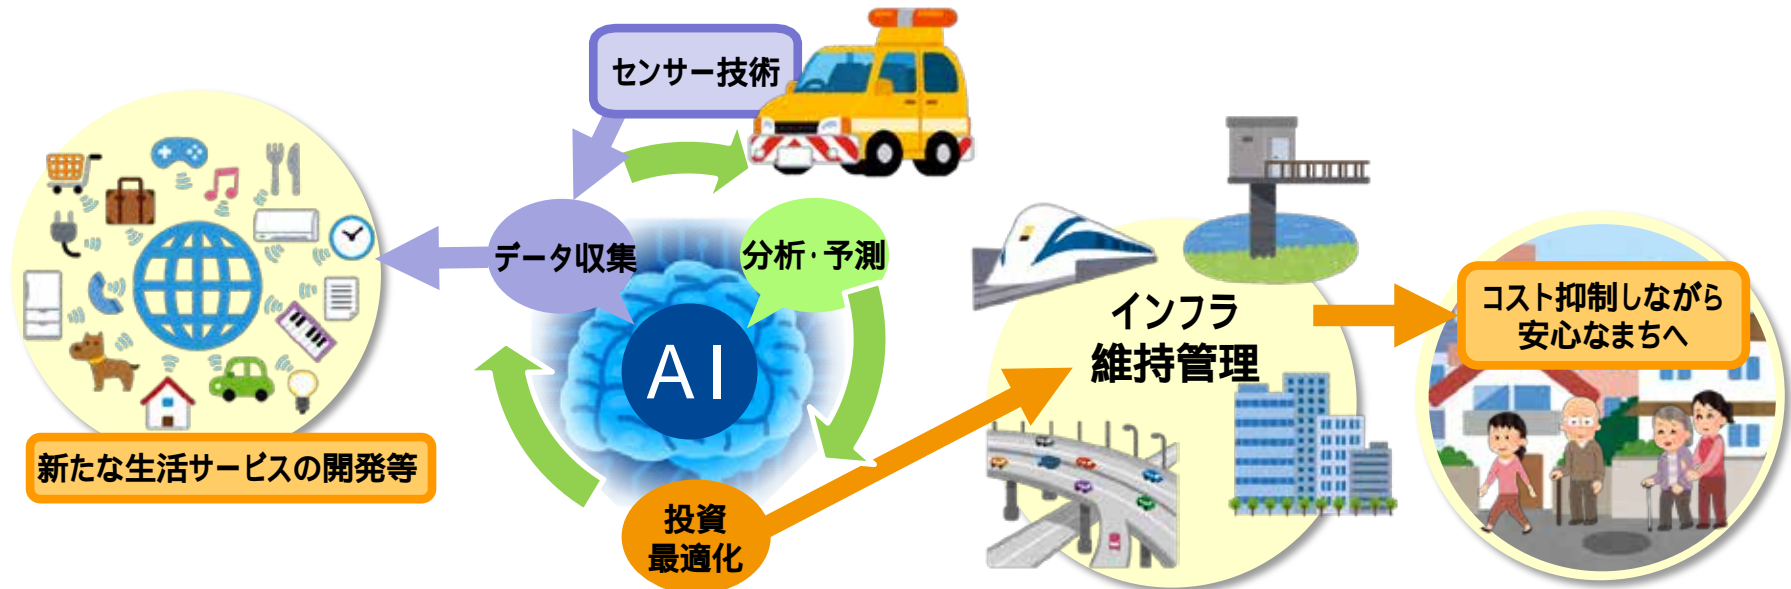 センサー技術
データ収集
分析・予測
AI
投資
最適化
新たな生活サービスの開発等
インフラ
維持管理
コスト抑制しながら
安心なまちへ